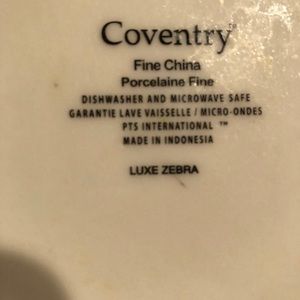 Coventry™
Fine China
Porcelaine Fine
DISHWASHER AND MICROWAVE SAFE
GARANTIE LAVE VAISSELLE / MICRO-ONDES
PTS INTERNATIONAL ™
MADE IN INDONESIA
LUXE ZEBRA